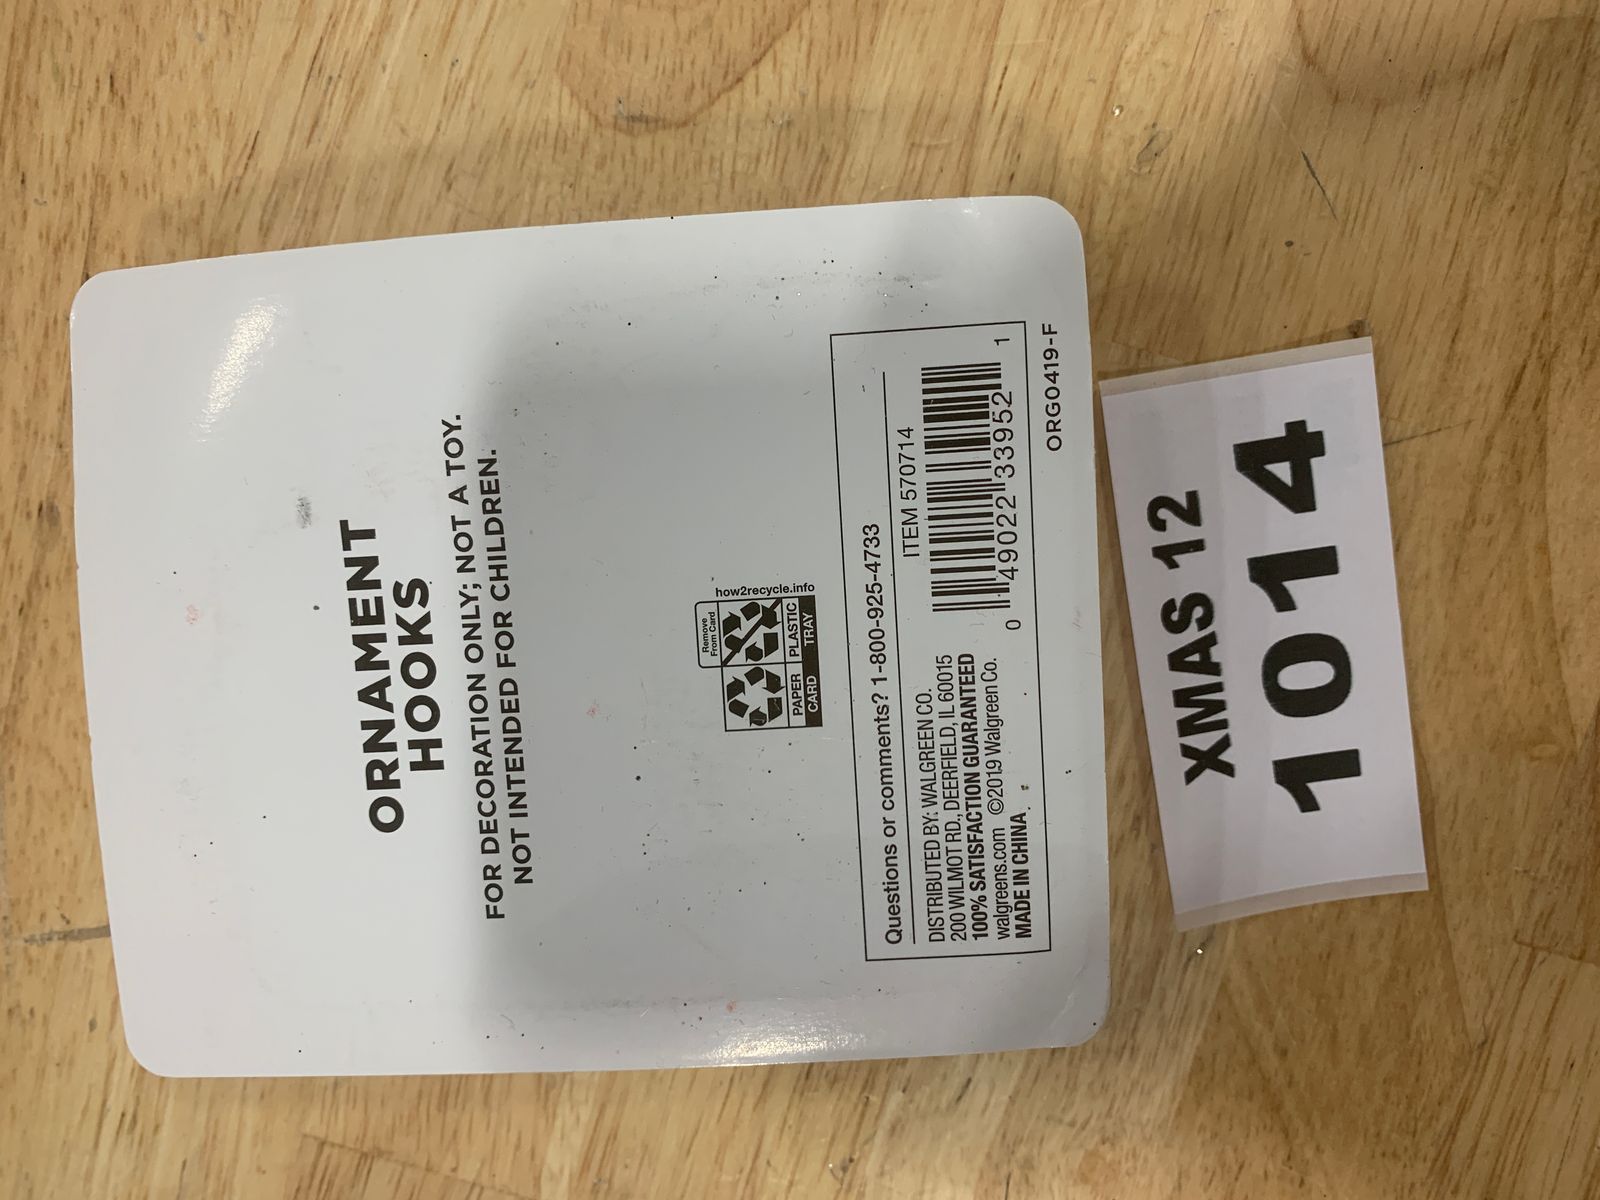 ORNAMENT
HOOKS
FOR DECORATION ONLY; NOT A TOY.
NOT INTENDED FOR CHILDREN.
Remove
From Card
how2recycle.info
PAPER
CARD
PLASTIC
TRAY
Questions or comments? 1-800-925-4733
DISTRIBUTED BY: WALGREEN CO.
200 WILMOT RD., DEERFIELD, IL 60015
100% SATISFACTION GUARANTEED
walgreens.com ©2019 Walgreen Co.
MADE IN CHINA
ITEM 570714
0 49022 33952 1
ORG0419-F
XMAS 12
1014